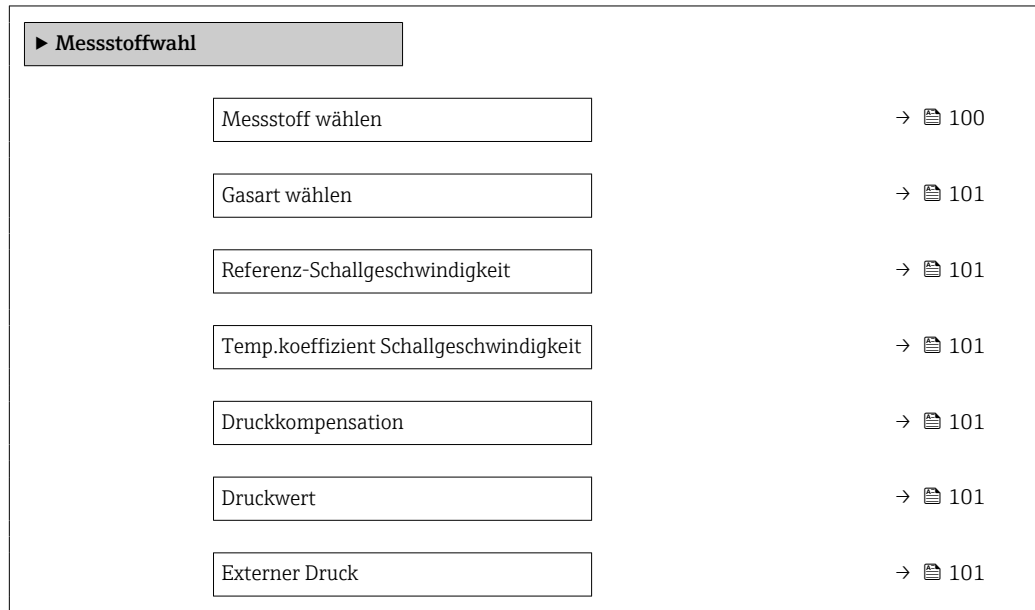 ▶ Messstoffwahl
Messstoff wählen → 100
Gasart wählen → 101
Referenz-Schallgeschwindigkeit → 101
Temp.koeffizient Schallgeschwindigkeit → 101
Druckkompensation → 101
Druckwert → 101
Externer Druck → 101